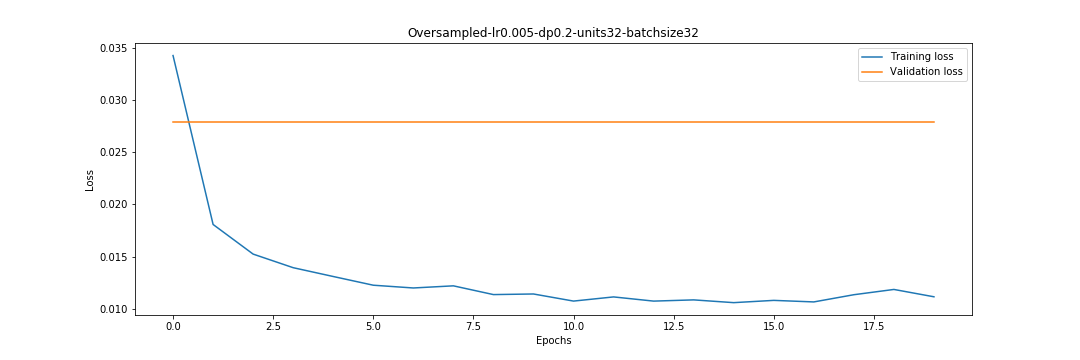 Oversampled-lr0.005-dp0.2-units32-batchsize32
Training loss
Validation loss
0.035
0.030
0.025
0.020
0.015
0.010
Loss
0.0 2.5 5.0 7.5 10.0 12.5 15.0 17.5
Epochs